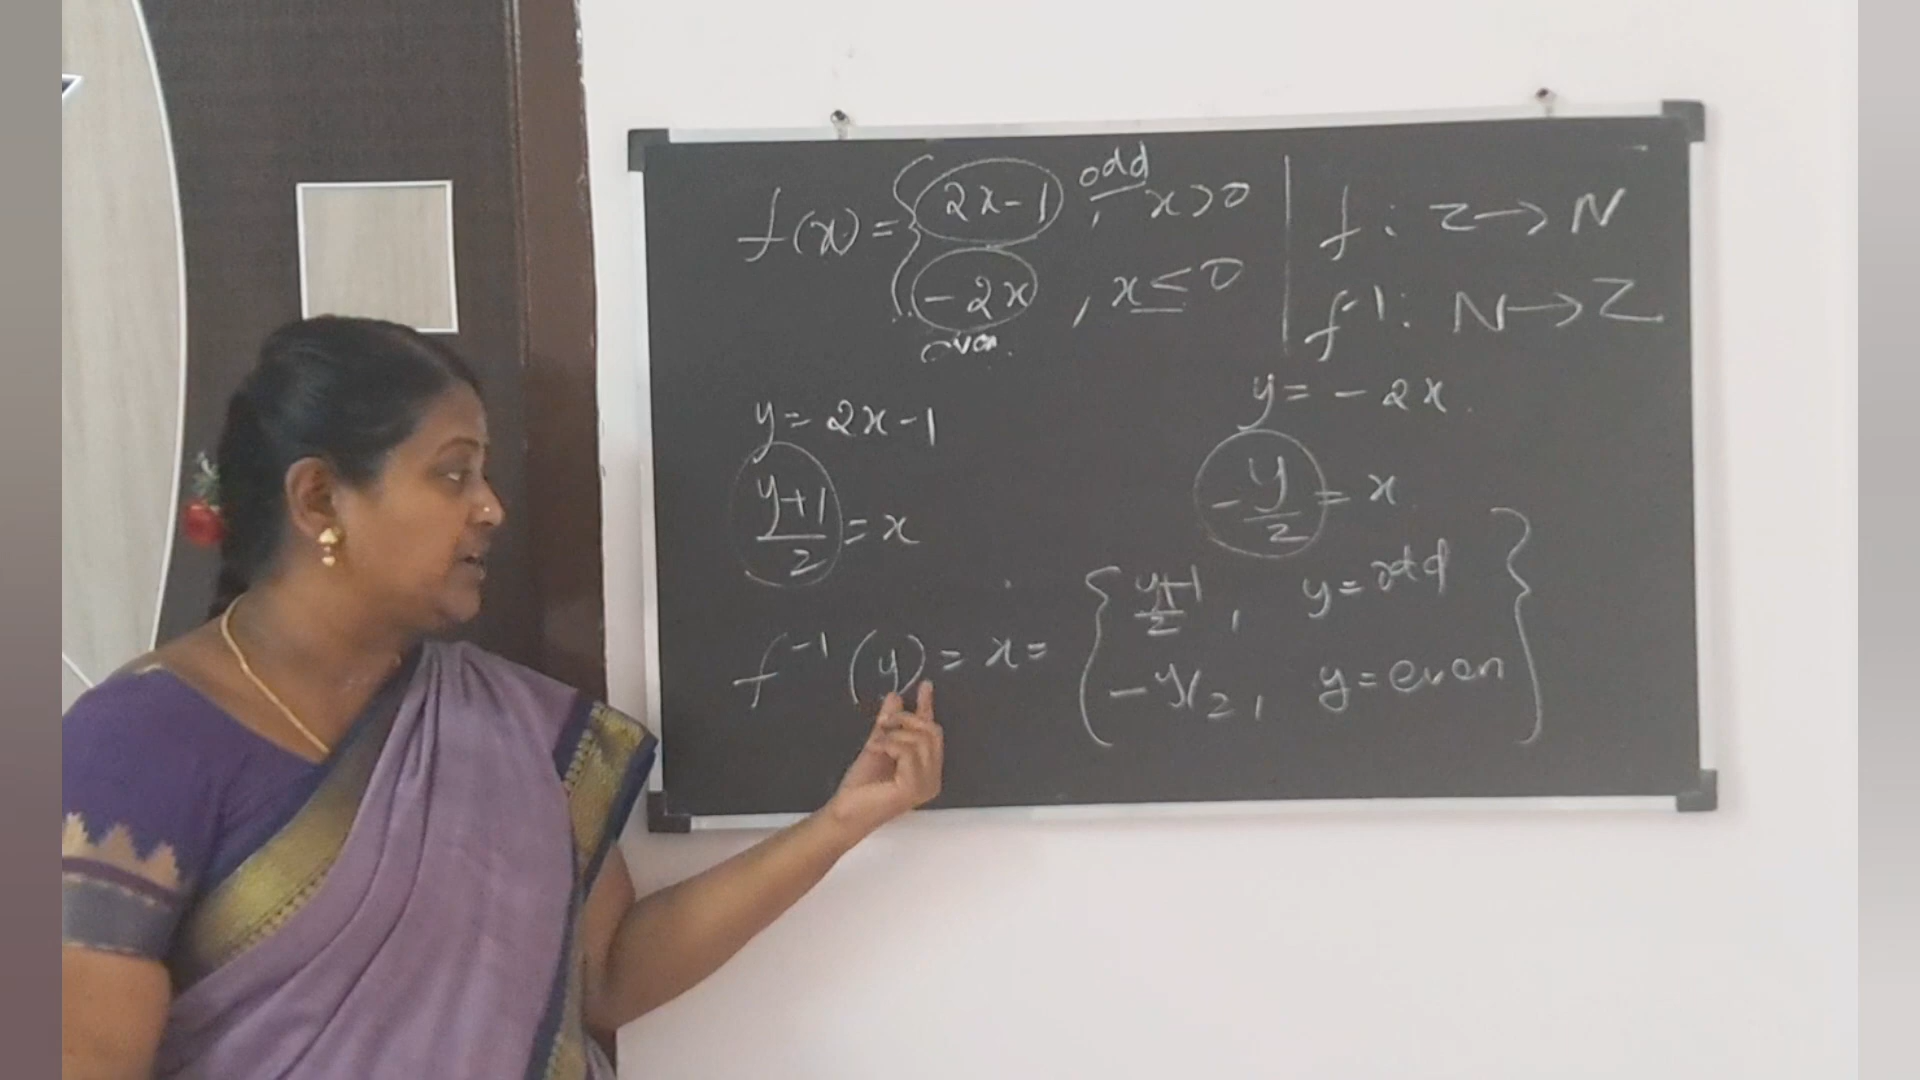 f(x) = { 2x-1 , x>0
odd
-2x , x ≤ 0
even
f : Z → N
f⁻¹ : N → Z
y = 2x-1
y+1/2 = x
y = -2x
-y/2 = x
f⁻¹(y) = x = { y+1/2 , y = odd
-y/2 , y = even }